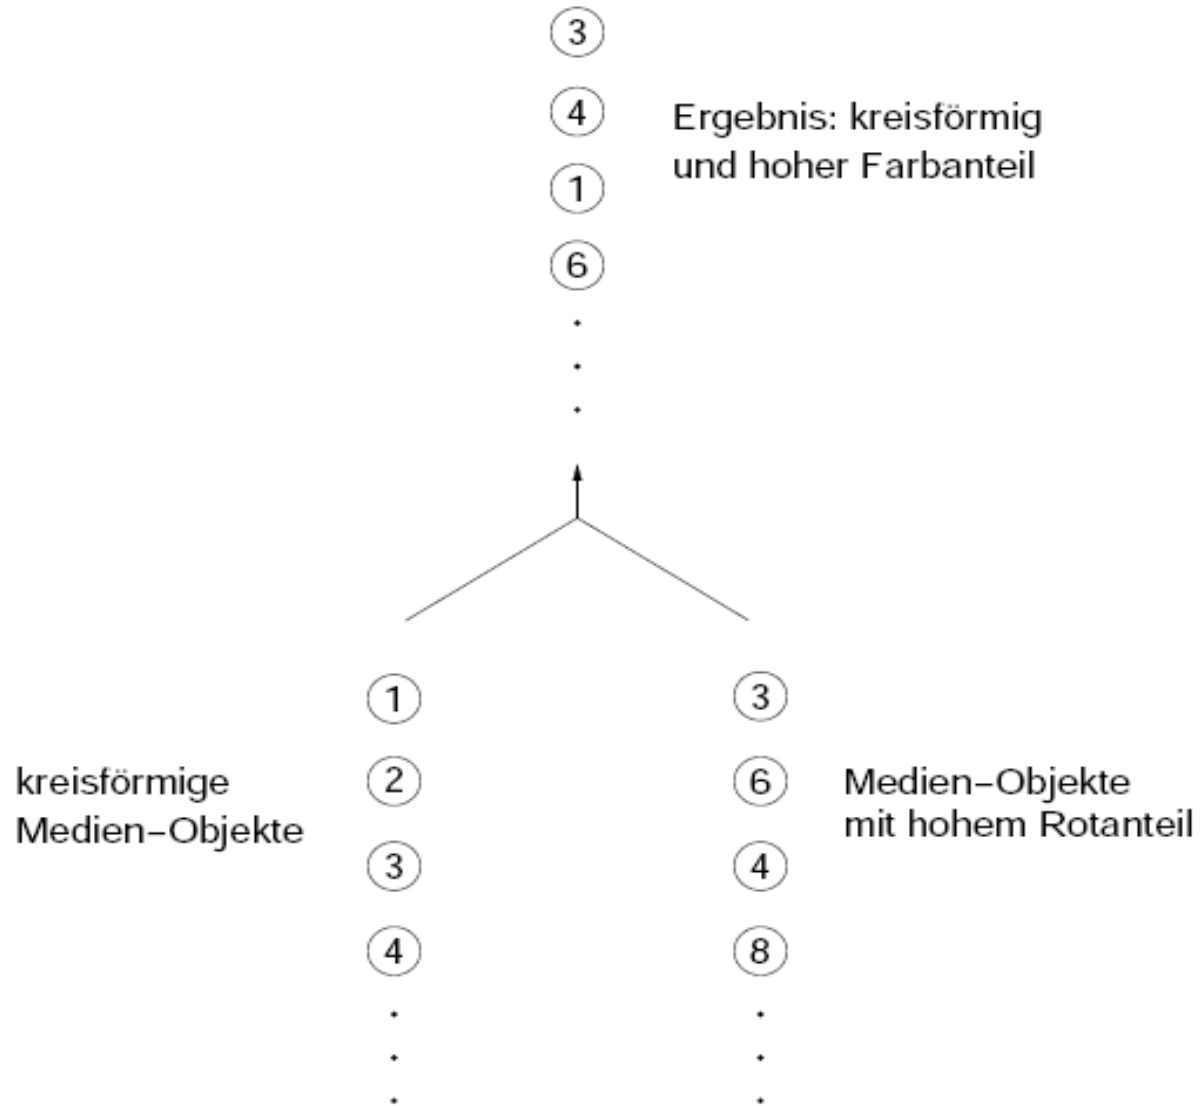 3
4
Ergebnis: kreisförmig
und hoher Farbanteil
1
6
1
3
kreisförmige
Medien-Objekte
2
6
Medien-Objekte
mit hohem Rotanteil
3
4
4
8